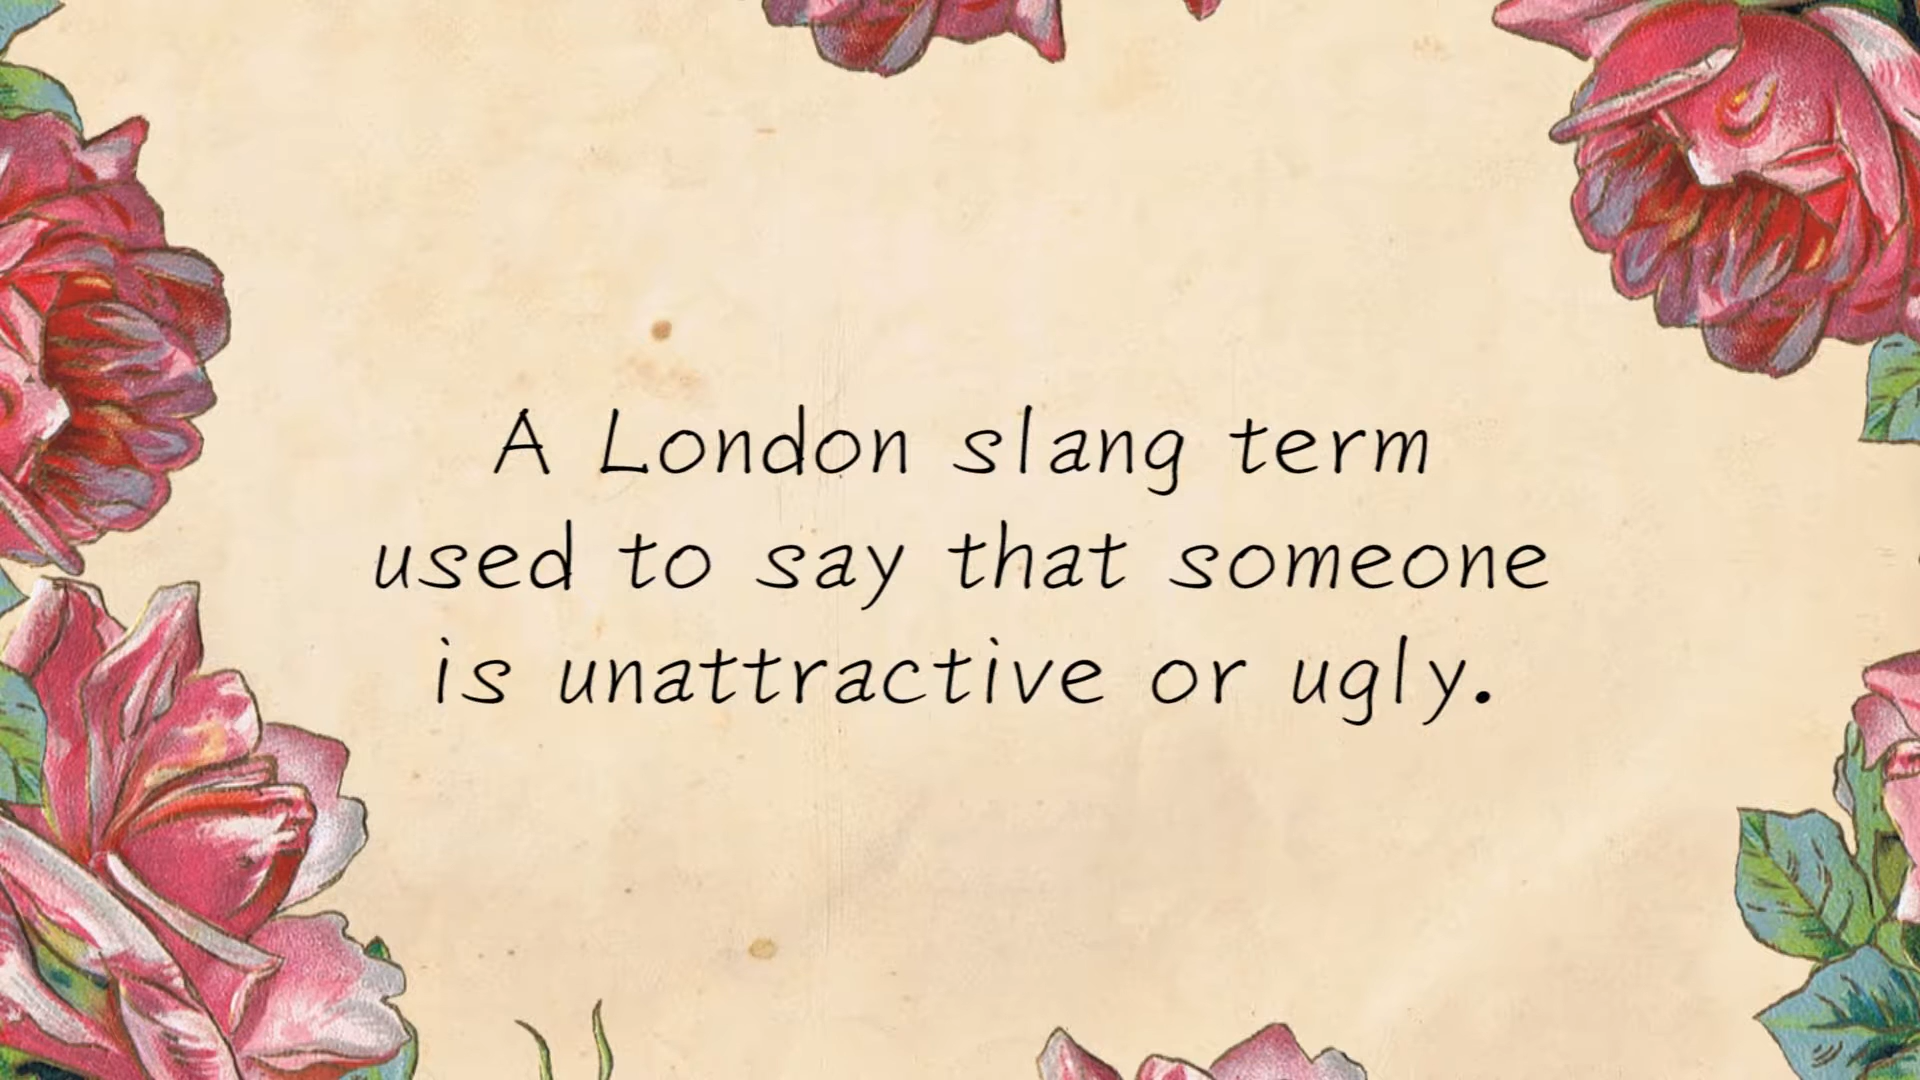 A London slang term
used to say that someone
is unattractive or ugly.